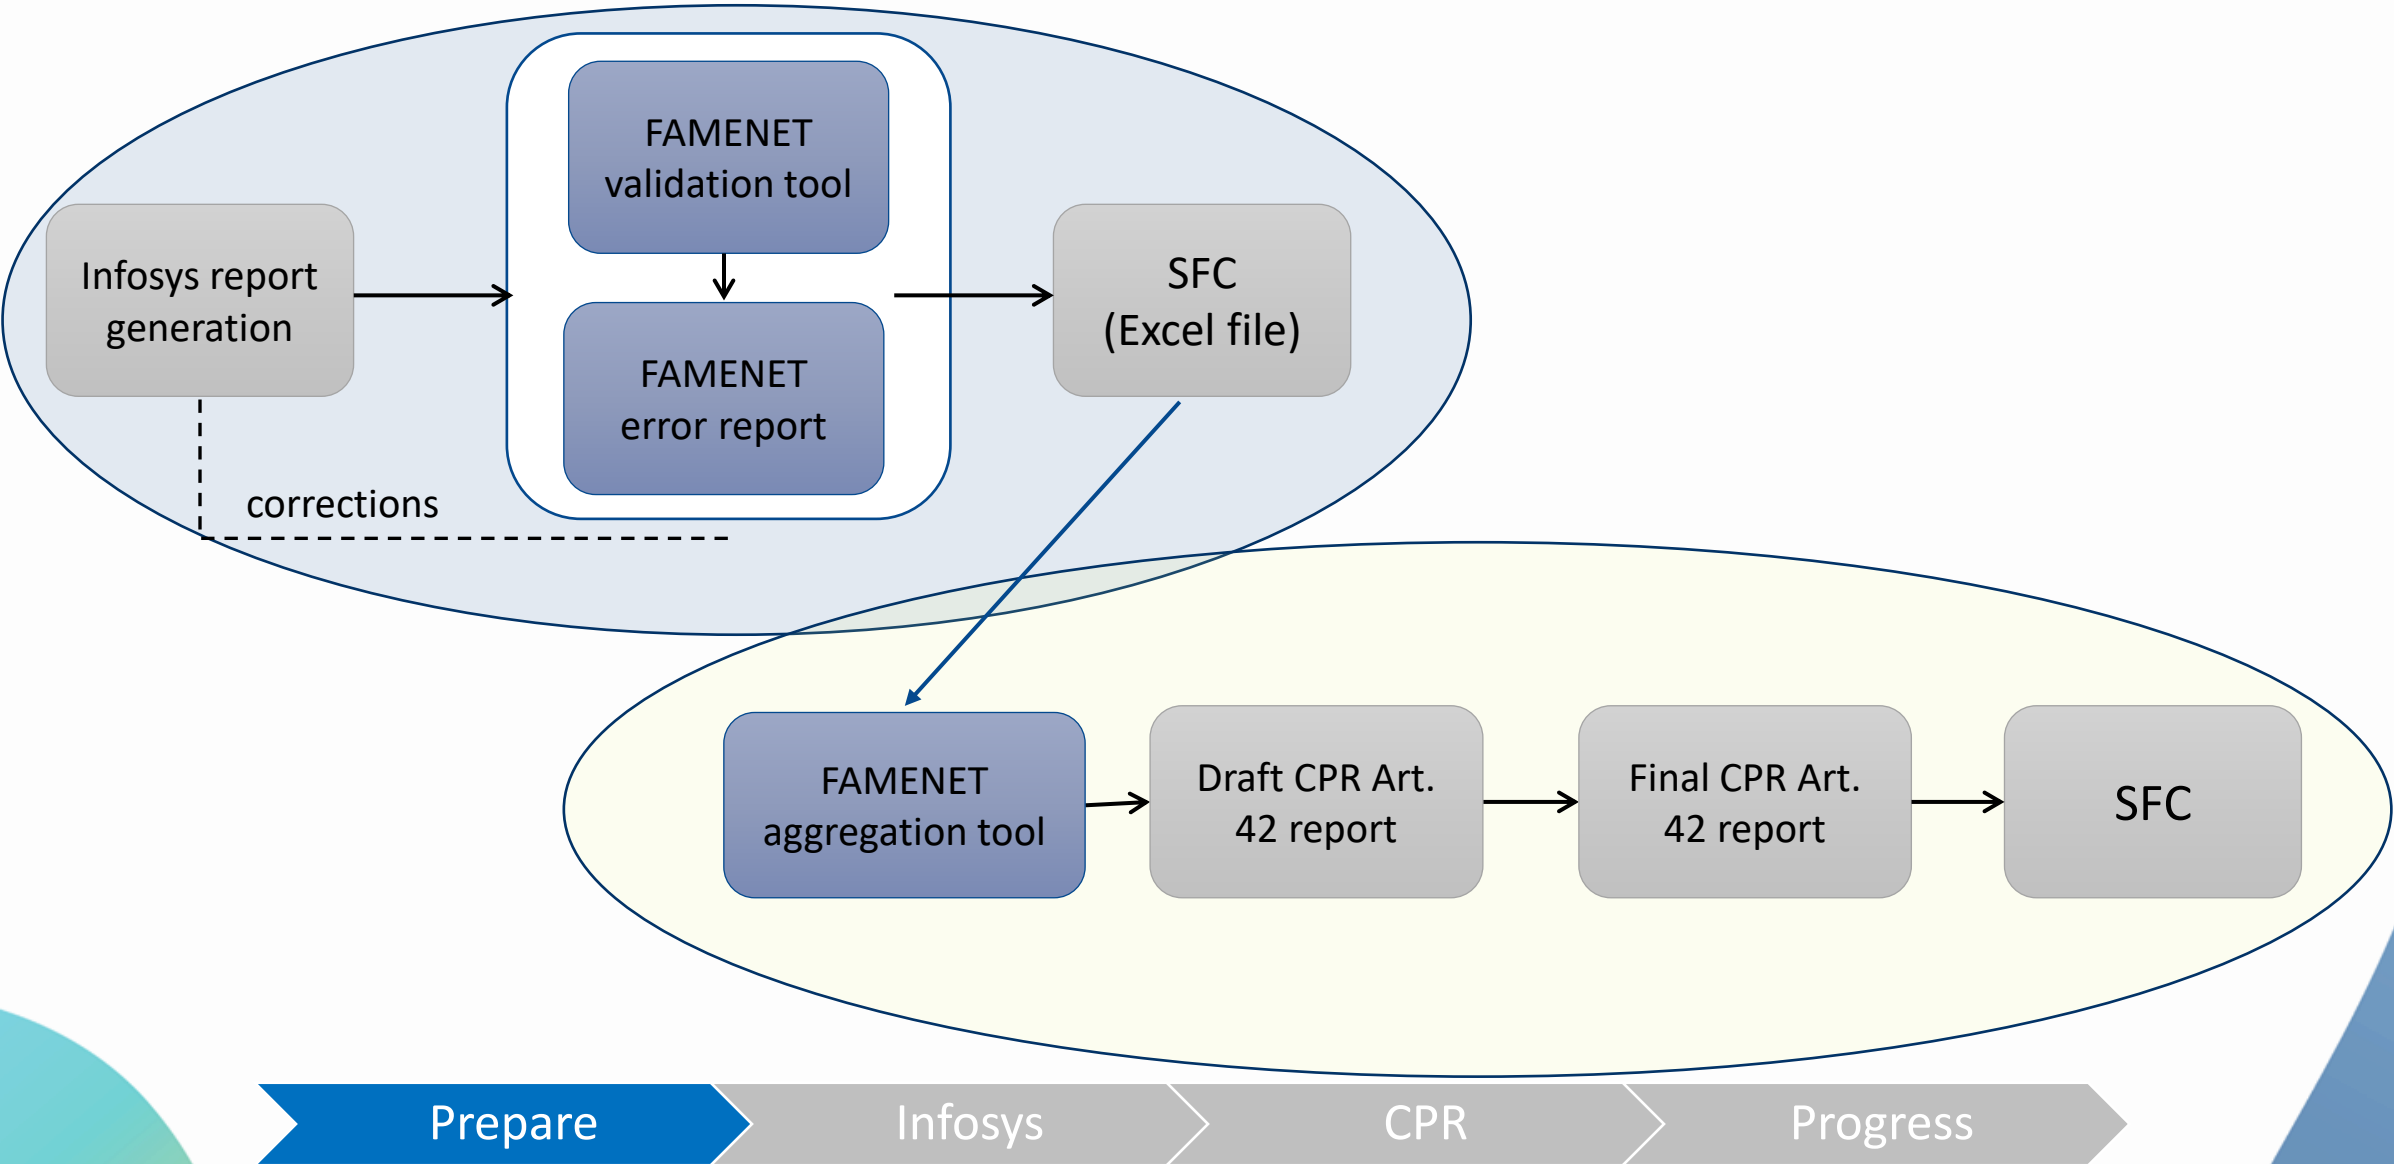 FAMENET
validation tool
Infosys report
generation
SFC
(Excel file)
FAMENET
error report
corrections
FAMENET
aggregation tool
Draft CPR Art.
42 report
Final CPR Art.
42 report
SFC
Prepare
Infosys
CPR
Progress